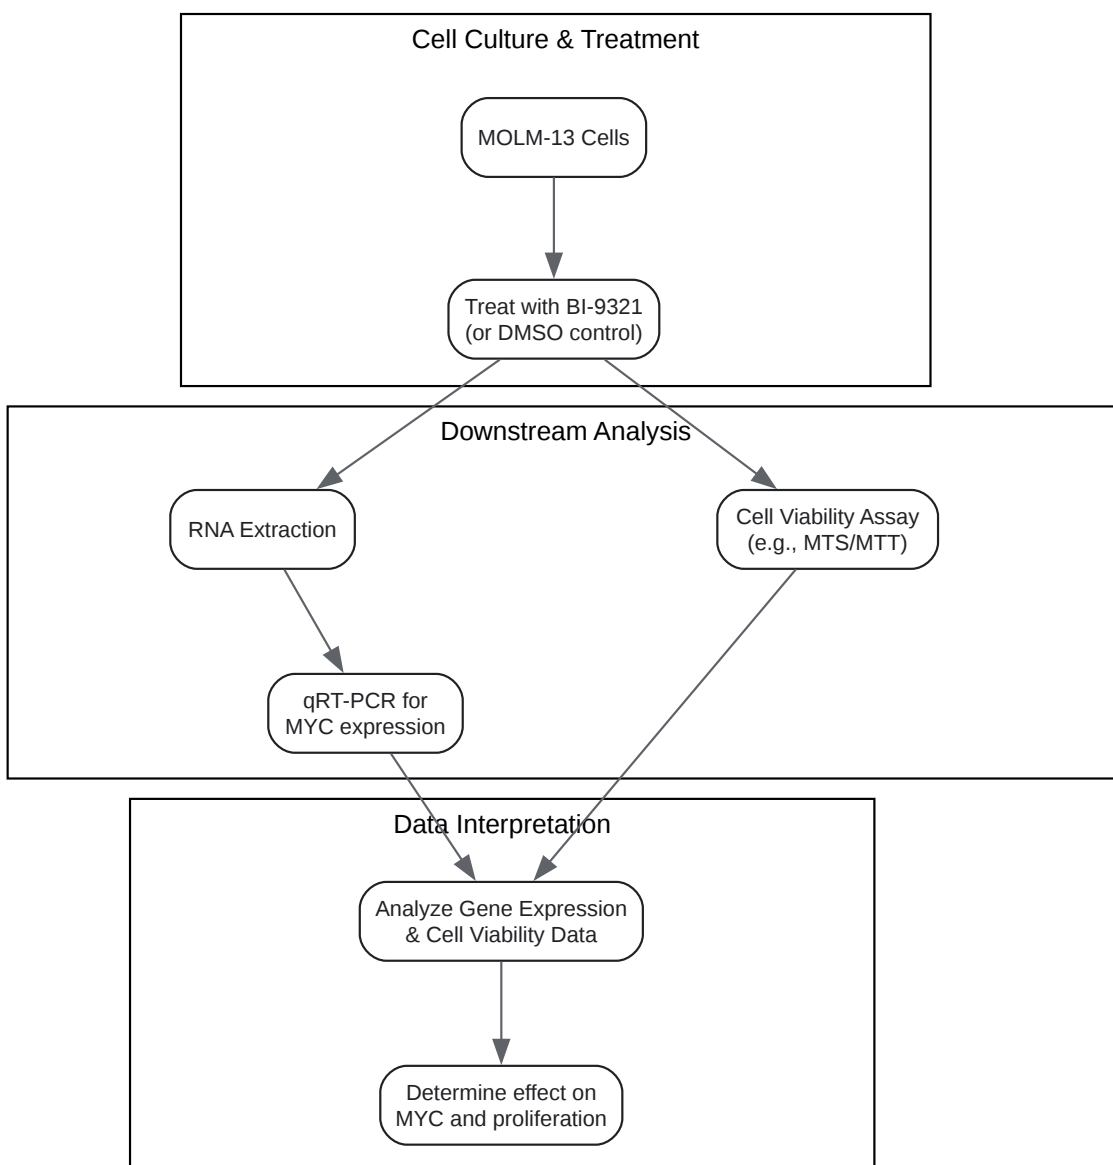 Cell Culture & Treatment
MOLM-13 Cells
Treat with BI-9321
(or DMSO control)
Downstream Analysis
RNA Extraction
Cell Viability Assay
(e.g., MTS/MTT)
qRT-PCR for
MYC expression
Data Interpretation
Analyze Gene Expression
& Cell Viability Data
Determine effect on
MYC and proliferation